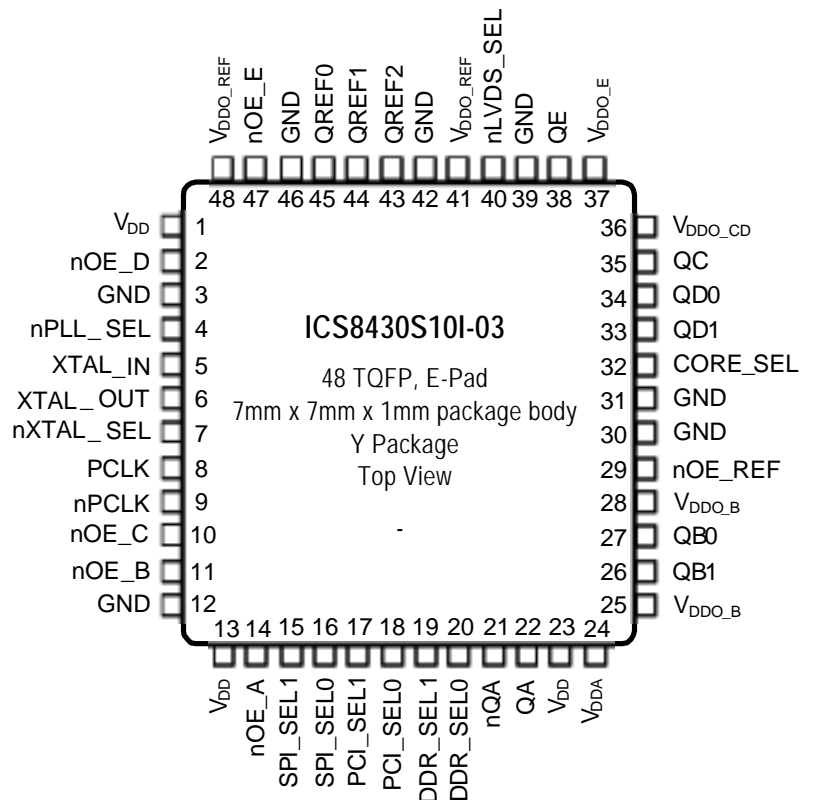 V_DDO_REF
nOE_E
GND
QREF0
QREF1
QREF2
GND
V_DDO_REF
nLVDS_SEL
GND
QE
V_DDO_E
48 47 46 45 44 43 42 41 40 39 38 37
V_DD 1
nOE_D 2
GND 3
nPLL_SEL 4
XTAL_IN 5
XTAL_OUT 6
nXTAL_SEL 7
PCLK 8
nPCLK 9
nOE_C 10
nOE_B 11
GND 12
ICS8430S10I-03
48 TQFP, E-Pad
7mm x 7mm x 1mm package body
Y Package
Top View
-
36 V_DDO_CD
35 QC
34 QD0
33 QD1
32 CORE_SEL
31 GND
30 GND
29 nOE_REF
28 V_DDO_B
27 QB0
26 QB1
25 V_DDO_B
13 14 15 16 17 18 19 20 21 22 23 24
V_DD
nOE_A
SPI_SEL1
SPI_SEL0
PCI_SEL1
PCI_SEL0
DDR_SEL1
DDR_SEL0
nQA
QA
V_DD
V_DDA